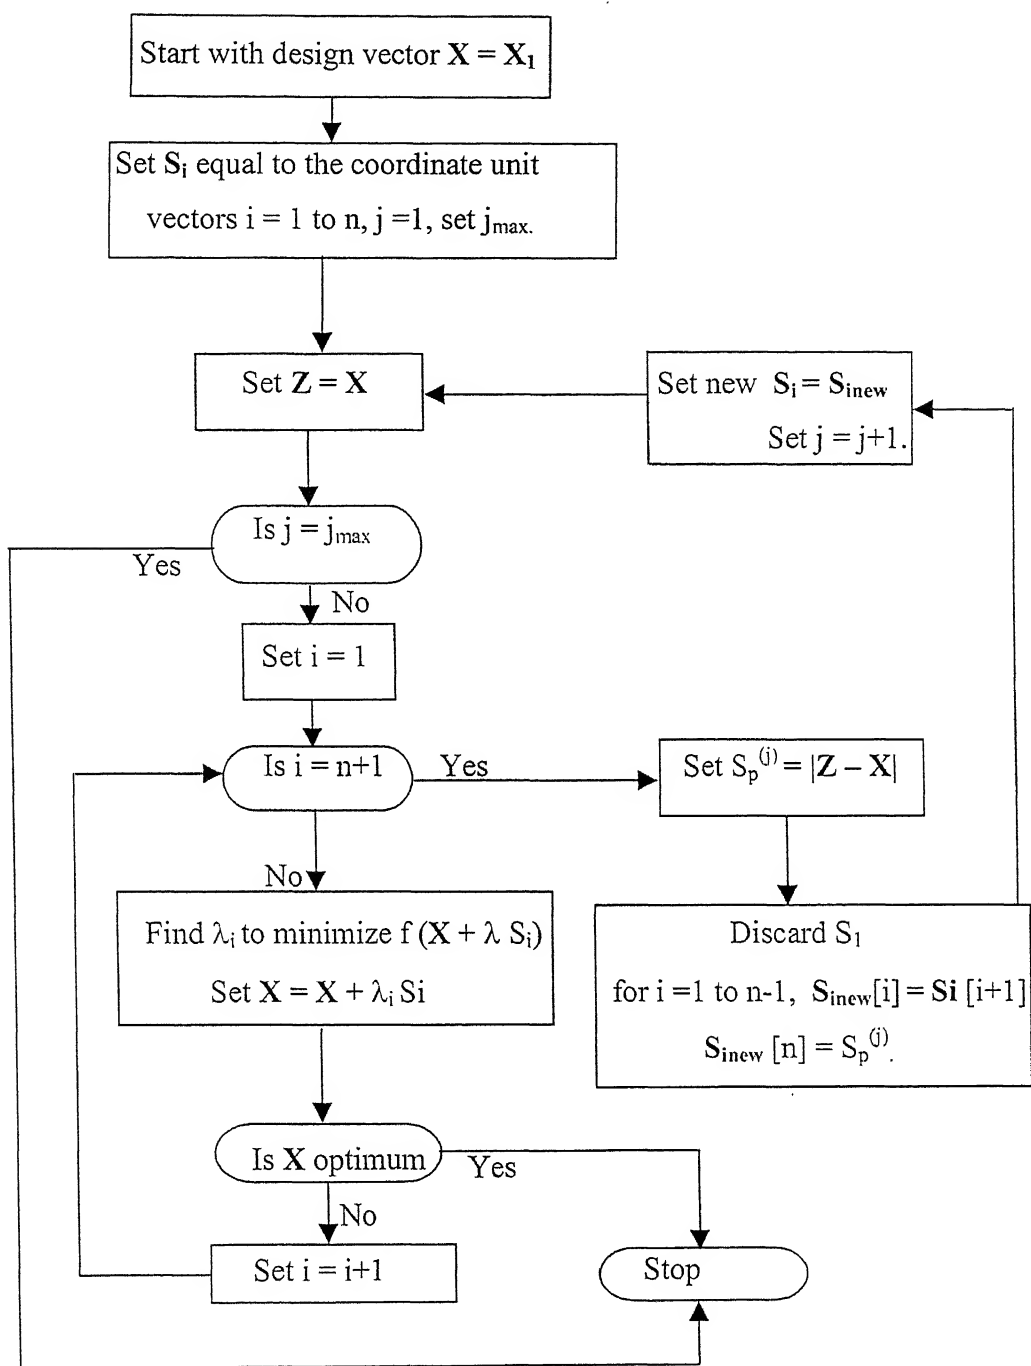 Start with design vector X = X₁
Set Sᵢ equal to the coordinate unit
vectors i = 1 to n, j =1, set jmax.
Set Z = X
Set new Sᵢ = Sinew
Set j = j+1.
Is j = jmax
Yes
No
Set i = 1
Is i = n+1
Yes
Set Sₚ⁽ʲ⁾ = |Z – X|
No
Find λᵢ to minimize f (X + λ Sᵢ)
Set X = X + λᵢ Si
Discard S₁
for i =1 to n-1, Sinew[i] = Si [i+1]
Sinew [n] = Sₚ⁽ʲ⁾.
Is X optimum
Yes
No
Set i = i+1
Stop